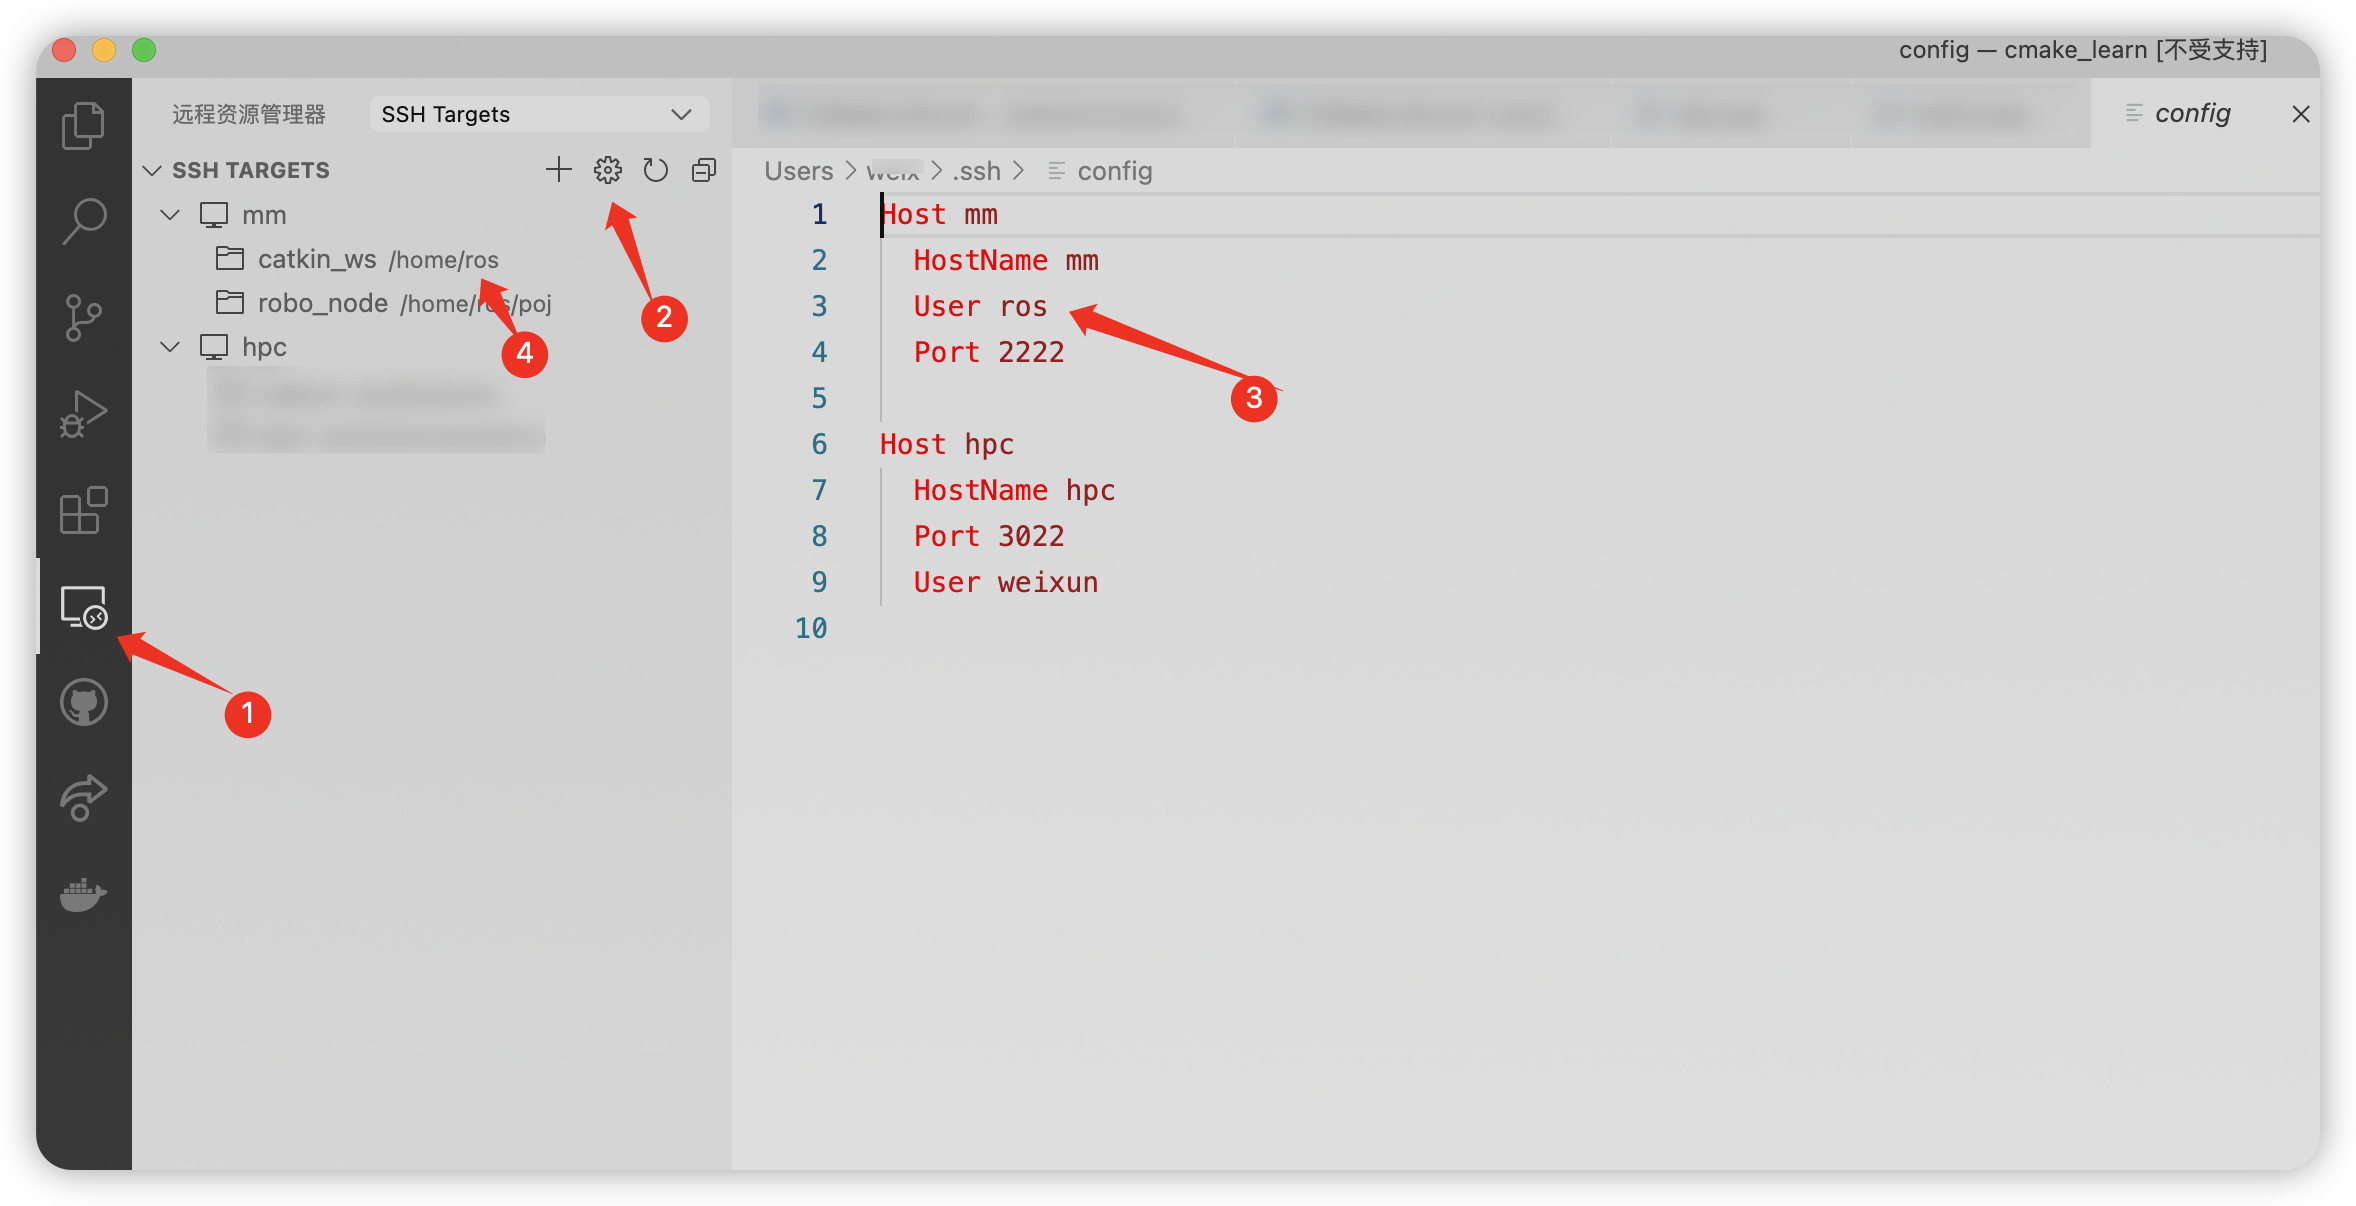 config — cmake_learn [不受支持]
远程资源管理器
SSH Targets
config
SSH TARGETS
mm
catkin_ws /home/ros
robo_node /home/ros/poj
hpc
Users > weix > .ssh > config
1 Host mm
2 HostName mm
3 User ros
4 Port 2222
5
6 Host hpc
7 HostName hpc
8 Port 3022
9 User weixun
10
1
2
3
4